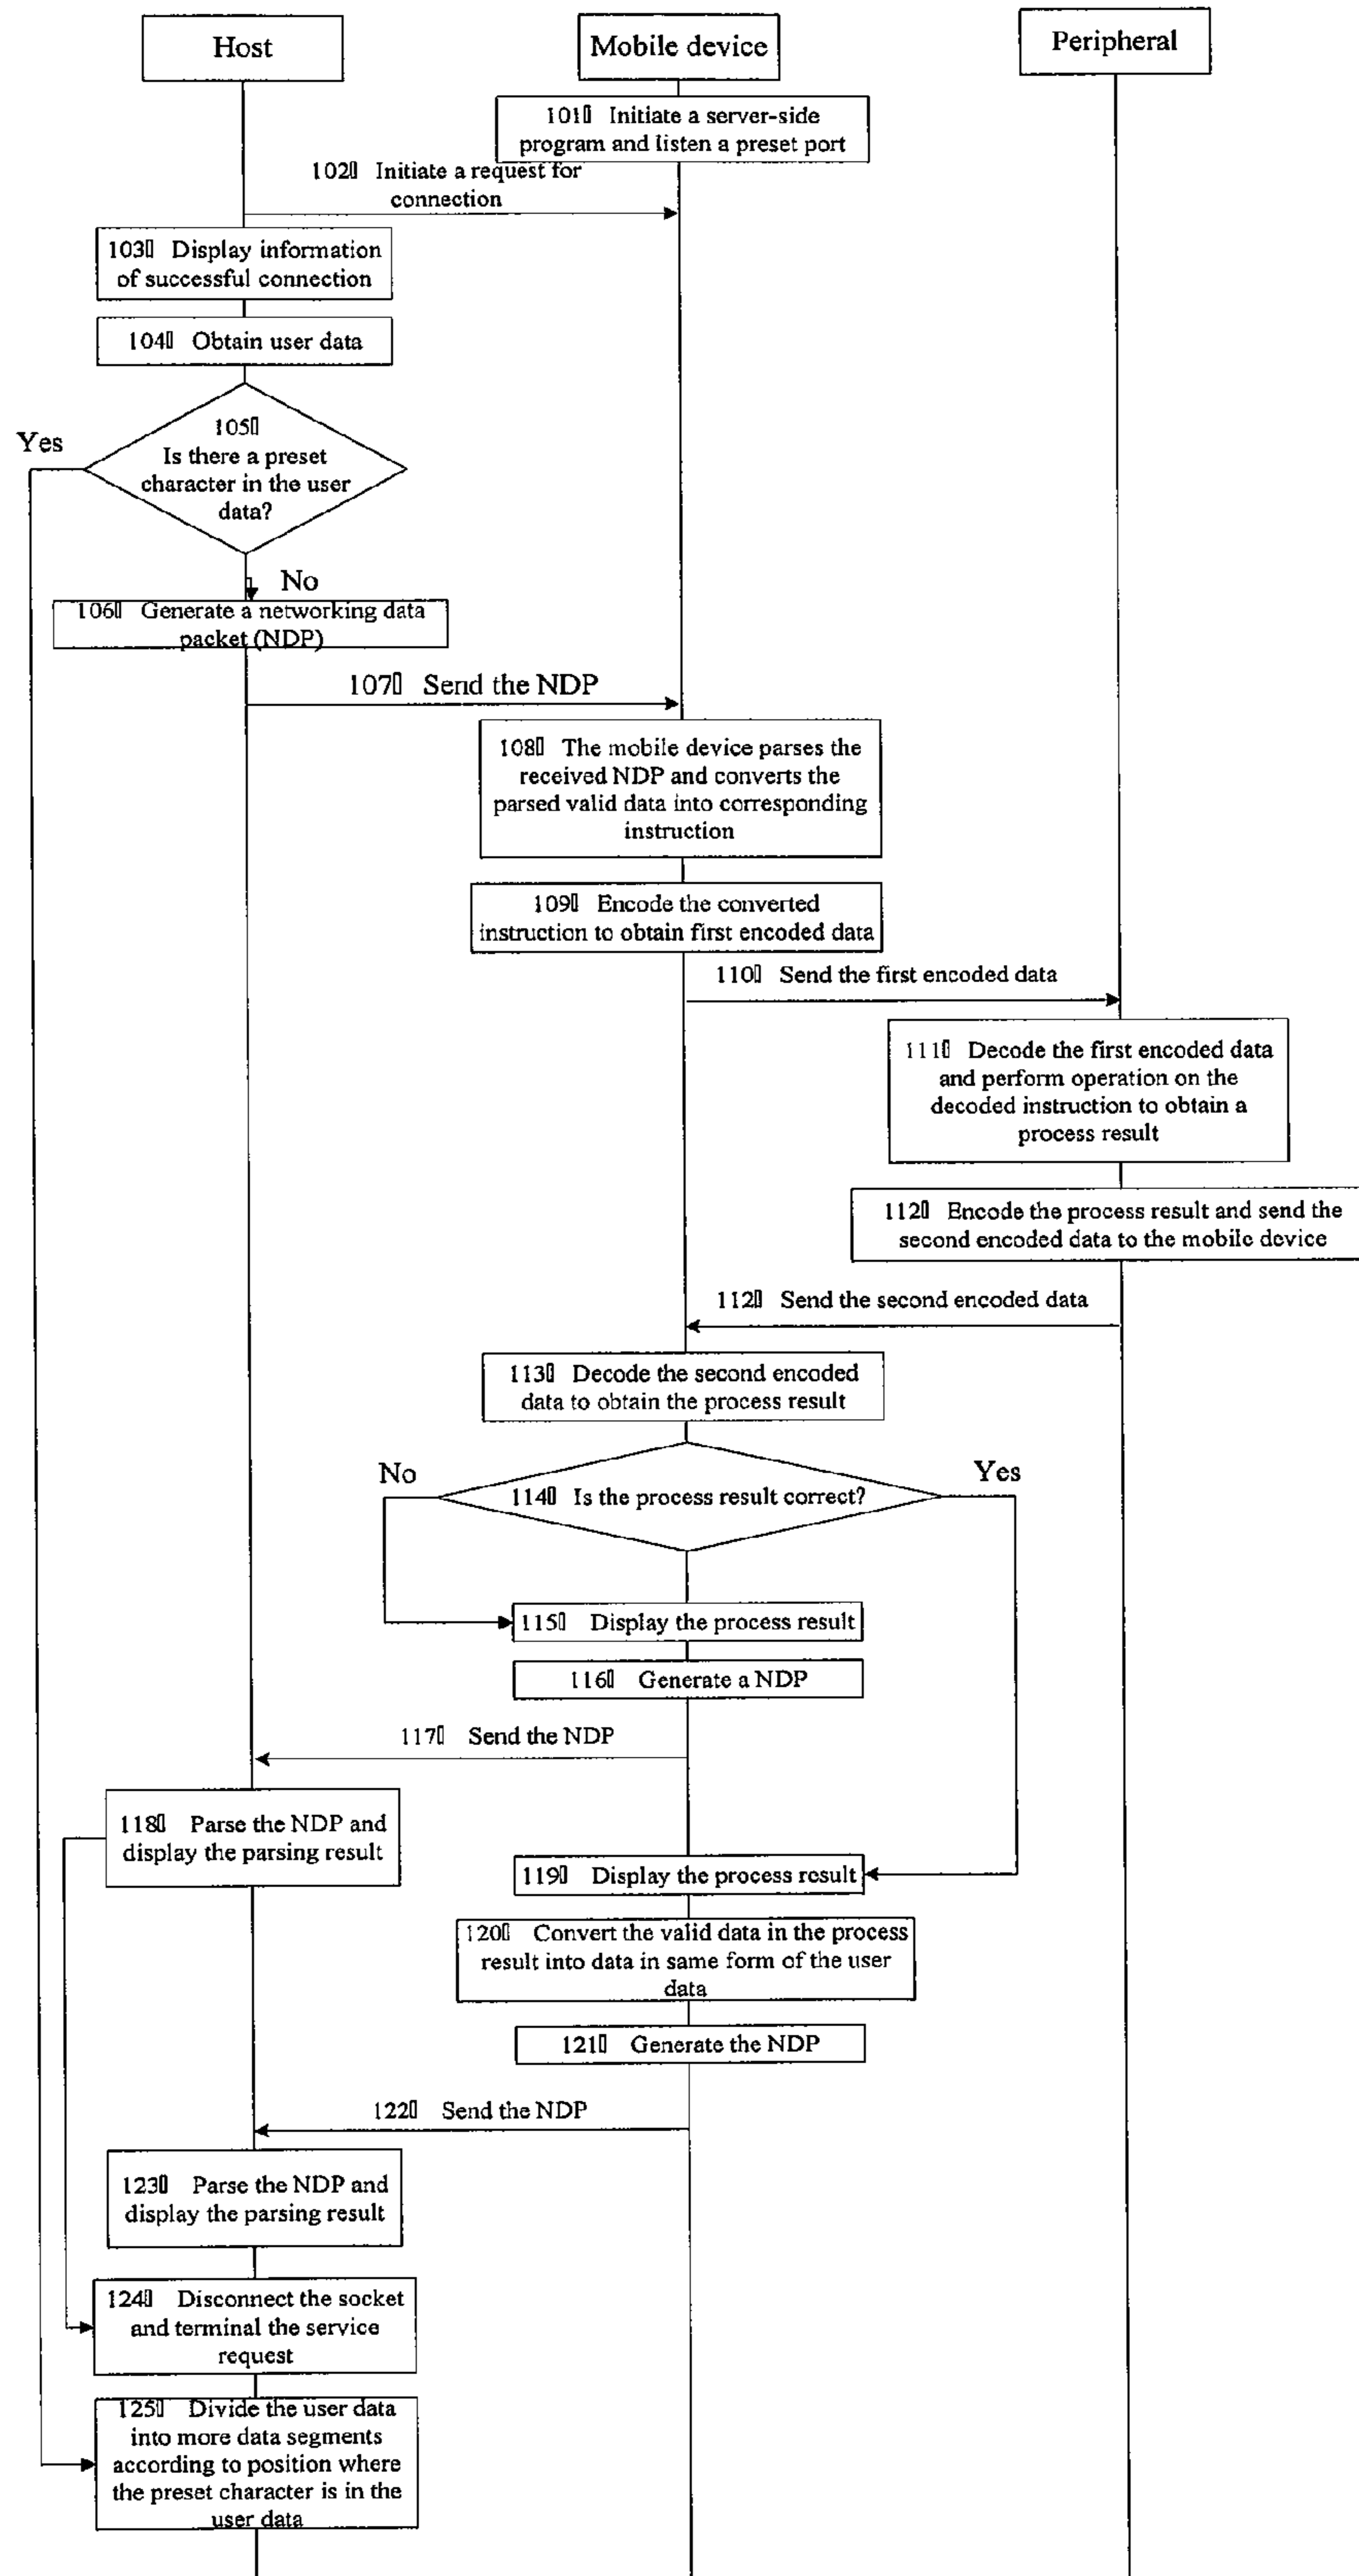 Host
Mobile device
Peripheral
101▯ Initiate a server-side
program and listen a preset port
102▯ Initiate a request for
connection
103▯ Display information
of successful connection
104▯ Obtain user data
105▯
Is there a preset
character in the user
data?
Yes
No
106▯ Generate a networking data
packet (NDP)
107▯ Send the NDP
108▯ The mobile device parses the
received NDP and converts the
parsed valid data into corresponding
instruction
109▯ Encode the converted
instruction to obtain first encoded data
110▯ Send the first encoded data
111▯ Decode the first encoded data
and perform operation on the
decoded instruction to obtain a
process result
112▯ Encode the process result and send the
second encoded data to the mobile device
112▯ Send the second encoded data
113▯ Decode the second encoded
data to obtain the process result
No
114▯ Is the process result correct?
Yes
115▯ Display the process result
116▯ Generate a NDP
117▯ Send the NDP
118▯ Parse the NDP and
display the parsing result
119▯ Display the process result
120▯ Convert the valid data in the process
result into data in same form of the user
data
121▯ Generate the NDP
122▯ Send the NDP
123▯ Parse the NDP and
display the parsing result
124▯ Disconnect the socket
and terminal the service
request
125▯ Divide the user data
into more data segments
according to position where
the preset character is in the
user data